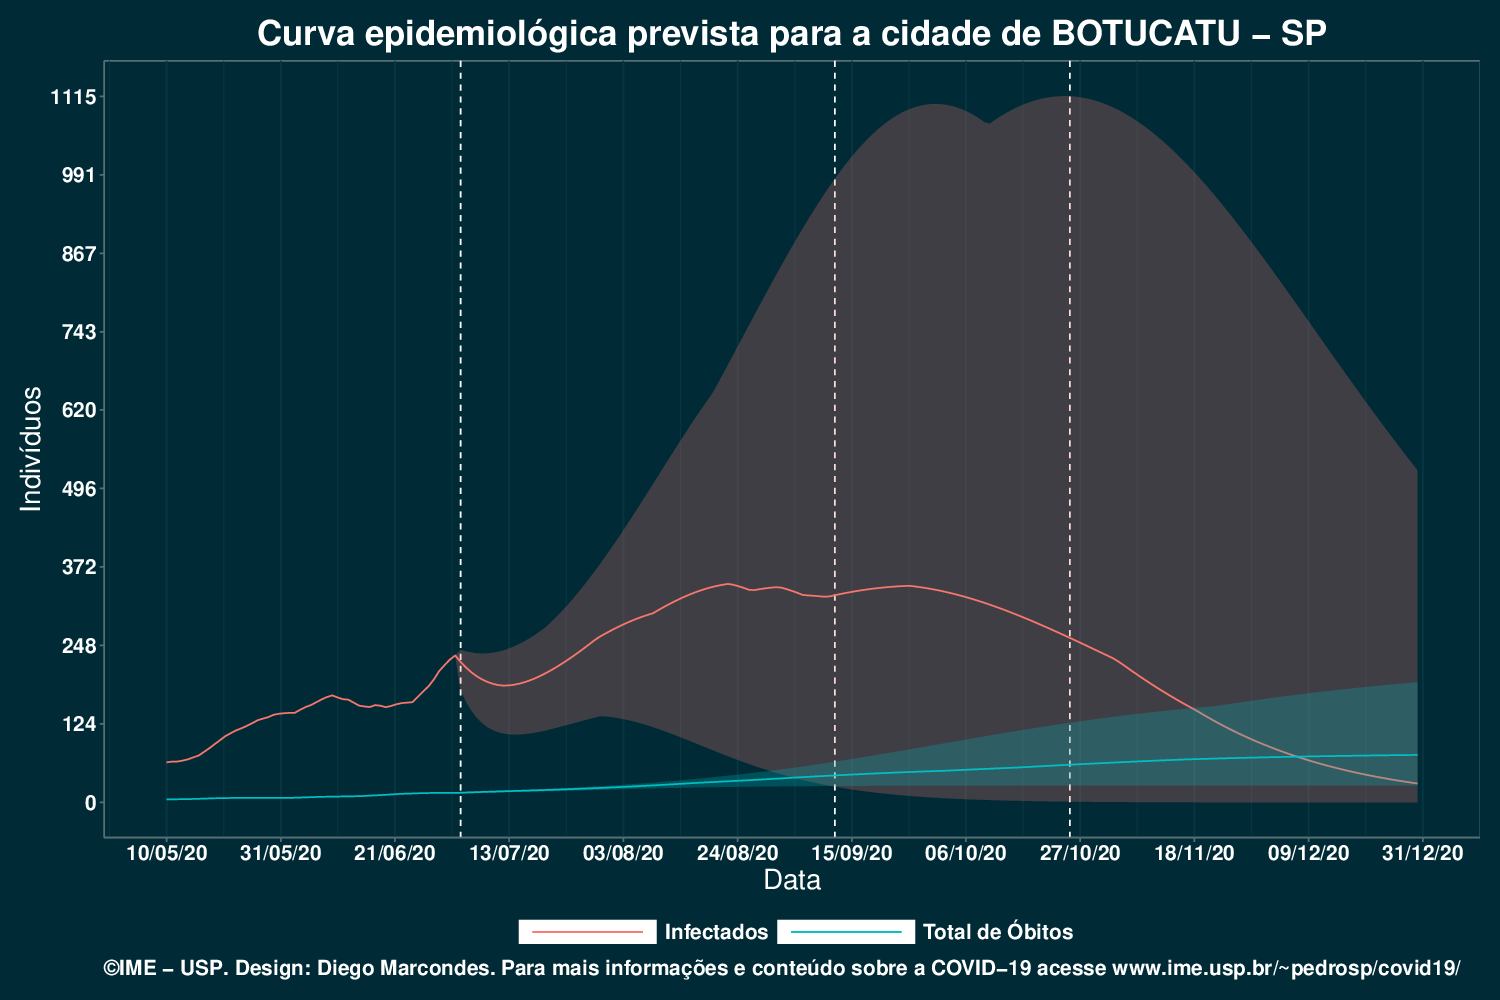 Curva epidemiológica prevista para a cidade de BOTUCATU – SP
1115
991
867
743
620
496
372
248
124
0
Indivíduos
10/05/20 31/05/20 21/06/20 13/07/20 03/08/20 24/08/20 15/09/20 06/10/20 27/10/20 18/11/20 09/12/20 31/12/20
Data
Infectados Total de Óbitos
©IME – USP. Design: Diego Marcondes. Para mais informações e conteúdo sobre a COVID–19 acesse www.ime.usp.br/~pedrosp/covid19/